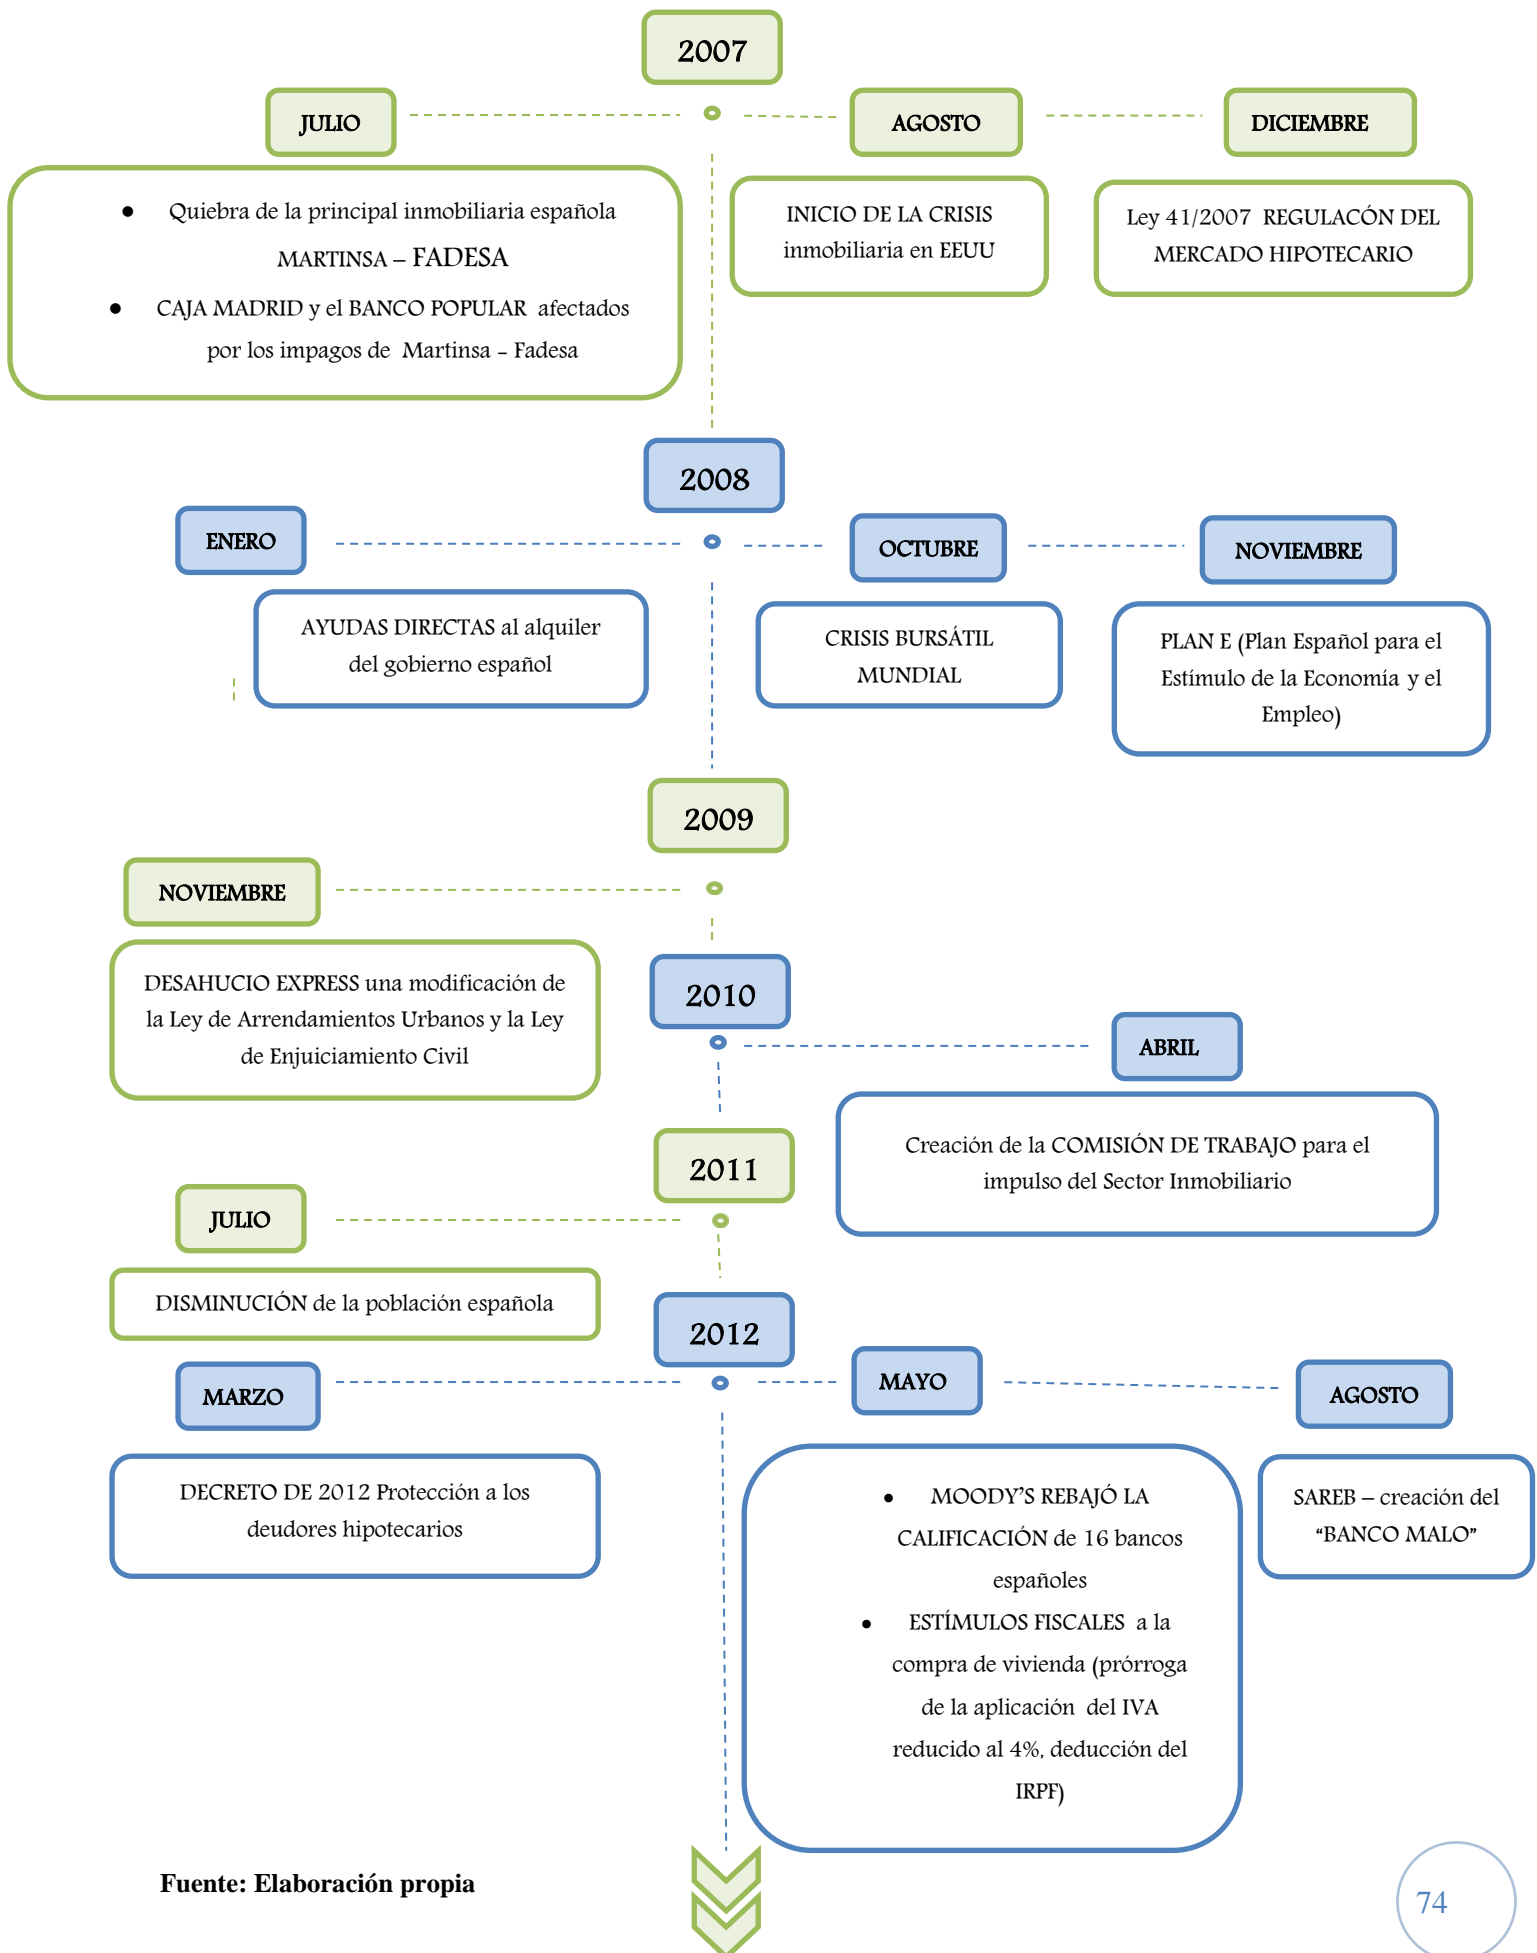 2007
JULIO
AGOSTO
DICIEMBRE
● Quiebra de la principal inmobiliaria española
MARTINSA – FADESA
● CAJA MADRID y el BANCO POPULAR afectados
por los impagos de Martinsa - Fadesa
INICIO DE LA CRISIS
inmobiliaria en EEUU
Ley 41/2007 REGULACÓN DEL
MERCADO HIPOTECARIO
2008
ENERO
OCTUBRE
NOVIEMBRE
AYUDAS DIRECTAS al alquiler
del gobierno español
CRISIS BURSÁTIL
MUNDIAL
PLAN E (Plan Español para el
Estímulo de la Economía y el
Empleo)
2009
NOVIEMBRE
DESAHUCIO EXPRESS una modificación de
la Ley de Arrendamientos Urbanos y la Ley
de Enjuiciamiento Civil
2010
ABRIL
Creación de la COMISIÓN DE TRABAJO para el
impulso del Sector Inmobiliario
2011
JULIO
DISMINUCIÓN de la población española
2012
MARZO
MAYO
AGOSTO
DECRETO DE 2012 Protección a los
deudores hipotecarios
● MOODY’S REBAJÓ LA
CALIFICACIÓN de 16 bancos
españoles
● ESTÍMULOS FISCALES a la
compra de vivienda (prórroga
de la aplicación del IVA
reducido al 4%, deducción del
IRPF)
SAREB – creación del
“BANCO MALO”
Fuente: Elaboración propia
74